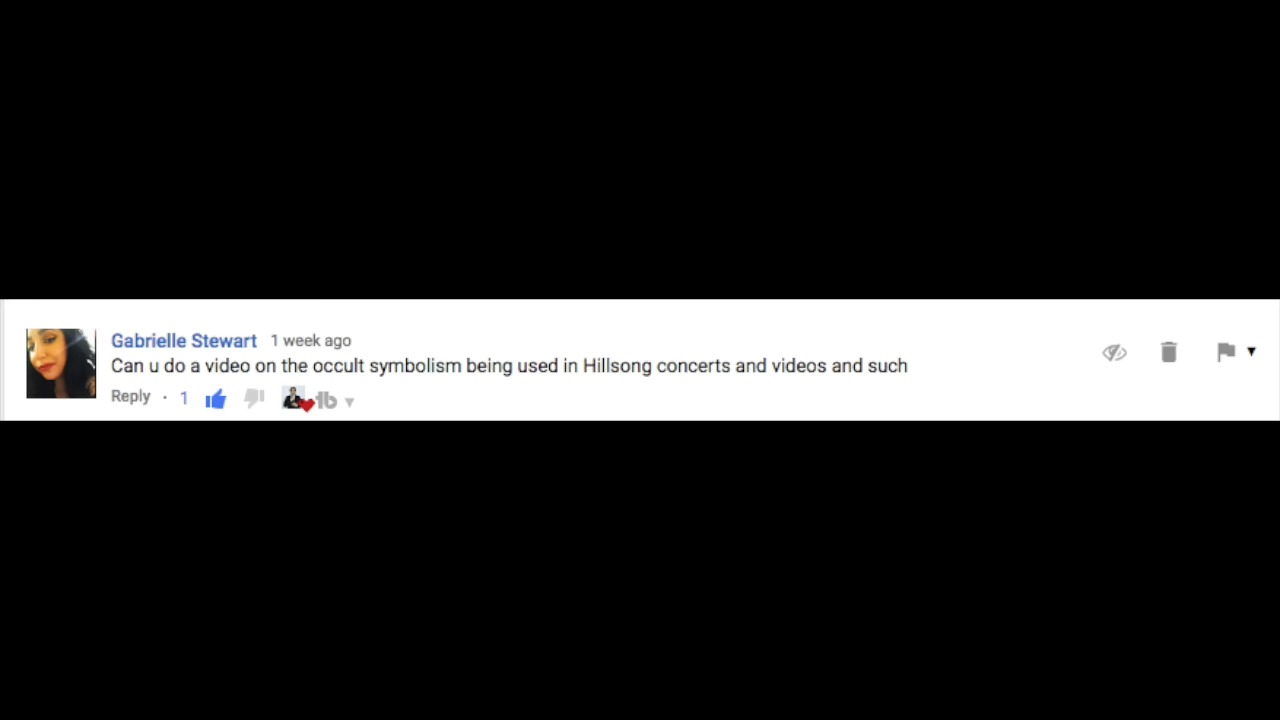 Gabrielle Stewart 1 week ago
Can u do a video on the occult symbolism being used in Hillsong concerts and videos and such
Reply · 1 tb